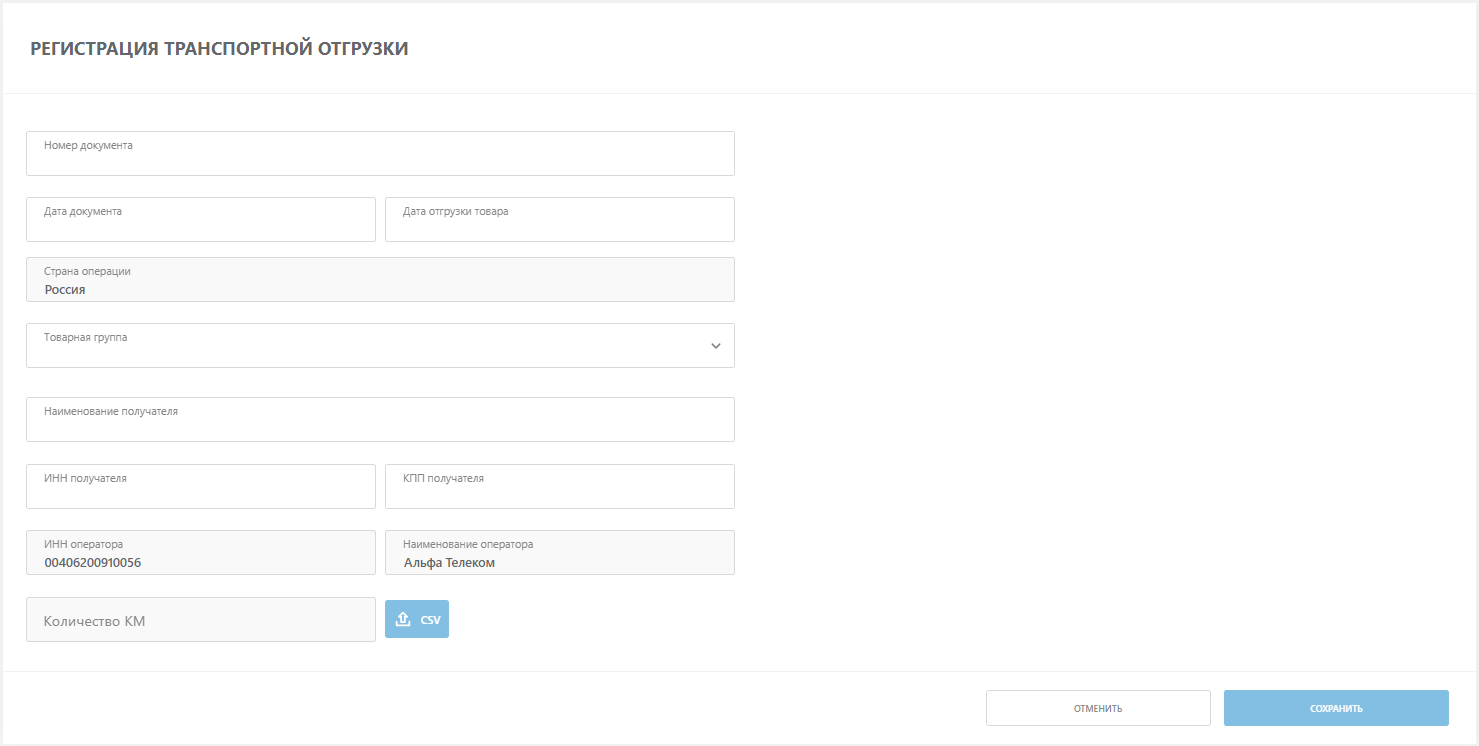 РЕГИСТРАЦИЯ ТРАНСПОРТНОЙ ОТГРУЗКИ
Номер документа
Дата документа
Дата отгрузки товара
Страна операции
Россия
Товарная группа
Наименование получателя
ИНН получателя
КПП получателя
ИНН оператора
00406200910056
Наименование оператора
Альфа Телеком
Количество КМ
CSV
ОТМЕНИТЬ
СОХРАНИТЬ